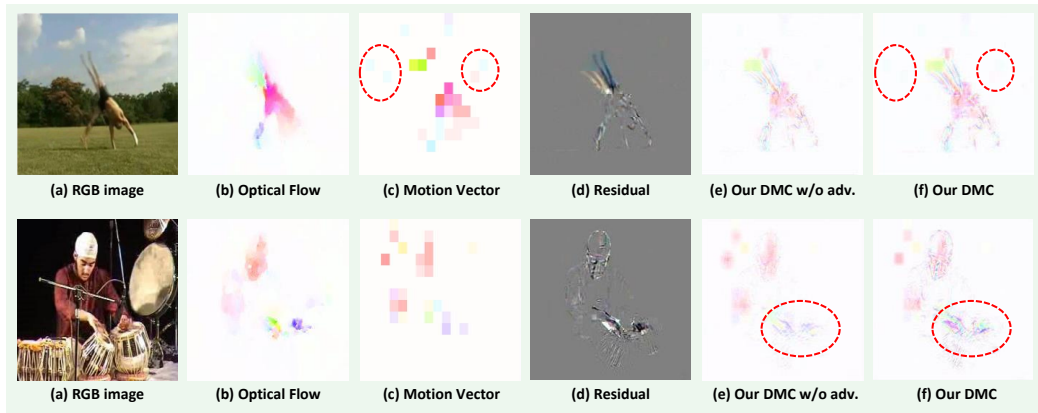 (a) RGB image (b) Optical Flow (c) Motion Vector (d) Residual (e) Our DMC w/o adv. (f) Our DMC
(a) RGB image (b) Optical Flow (c) Motion Vector (d) Residual (e) Our DMC w/o adv. (f) Our DMC